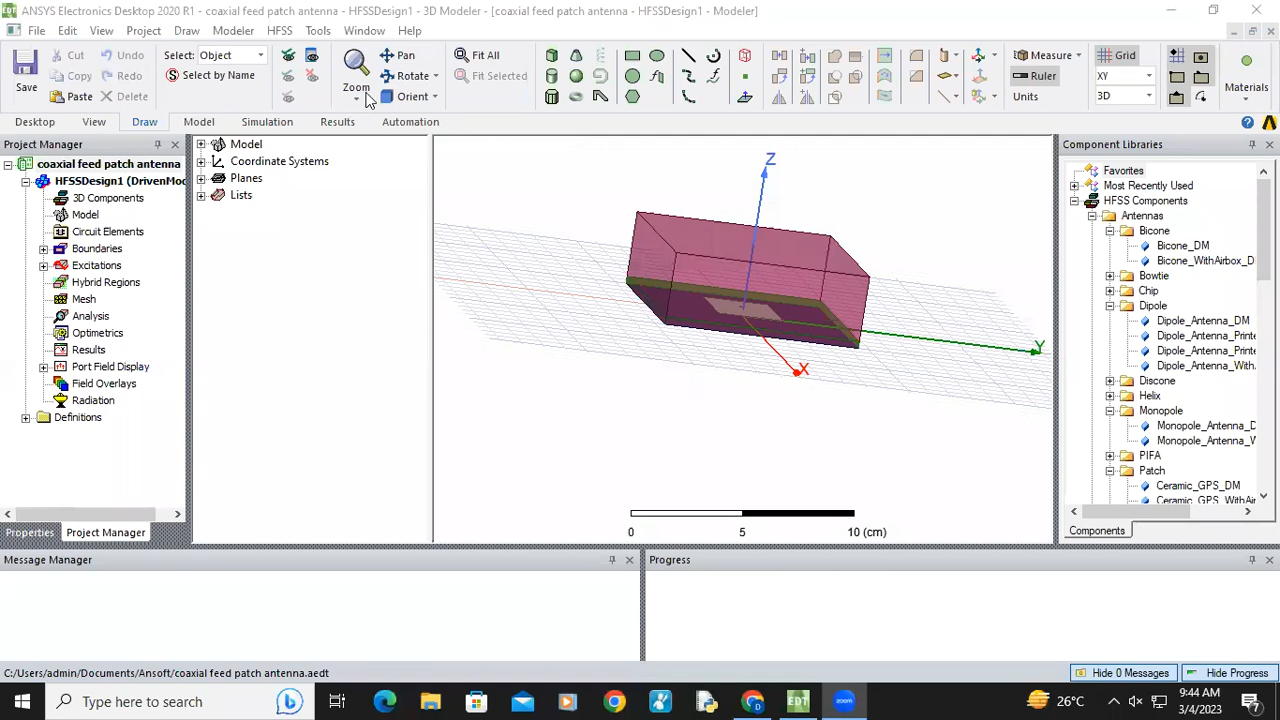 ANSYS Electronics Desktop 2020 R1 - coaxial feed patch antenna - HFSSDesign1 - 3D Modeler - [coaxial feed patch antenna - HFSSDesign1 - Modeler]
File Edit View Project Draw Modeler HFSS Tools Window Help
Save
Cut Undo
Copy Redo
Paste Delete
Select: Object
Select by Name
Zoom
Pan
Rotate
Orient
Fit All
Fit Selected
Measure
Ruler
Units
Grid
XY
3D
Materials
Desktop View Draw Model Simulation Results Automation
Project Manager
coaxial feed patch antenna
HFSSDesign1 (DrivenMod
3D Components
Model
Circuit Elements
Boundaries
Excitations
Hybrid Regions
Mesh
Analysis
Optimetrics
Results
Port Field Display
Field Overlays
Radiation
Definitions
Properties Project Manager
Model
Coordinate Systems
Planes
Lists
Z
Y
X
0 5 10 (cm)
Component Libraries
Favorites
Most Recently Used
HFSS Components
Antennas
Bicone
Bicone_DM
Bicone_WithAirbox_D
Bowtie
Chip
Dipole
Dipole_Antenna_DM
Dipole_Antenna_Printe
Dipole_Antenna_Printe
Dipole_Antenna_With.
Discone
Helix
Monopole
Monopole_Antenna_D
Monopole_Antenna_W
PIFA
Patch
Ceramic_GPS_DM
Ceramic_GPS_WithAir
Components
Message Manager
Progress
C:/Users/admin/Documents/Ansoft/coaxial feed patch antenna.aedt
Hide 0 Messages Hide Progress
Type here to search
EDT
zoom
26°C
9:44 AM
3/4/2023
7